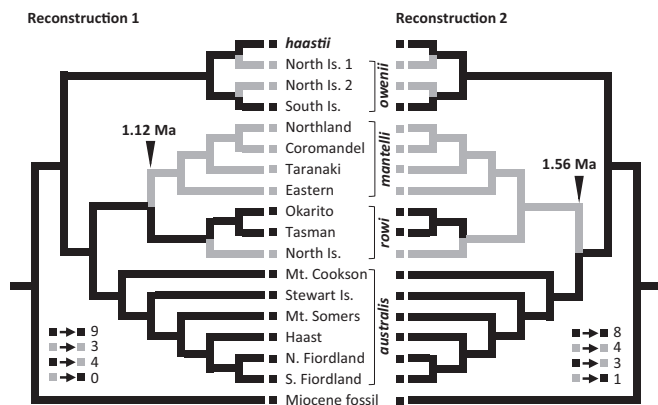 Reconstruction 1
Reconstruction 2
haastii
North Is. 1
North Is. 2
South Is.
owenii
Northland
Coromandel
Taranaki
Eastern
mantelli
1.12 Ma
1.56 Ma
Okarito
Tasman
North Is.
rowi
Mt. Cookson
Stewart Is.
Mt. Somers
Haast
N. Fiordland
S. Fiordland
australis
Miocene fossil
9
3
4
0
8
4
3
1